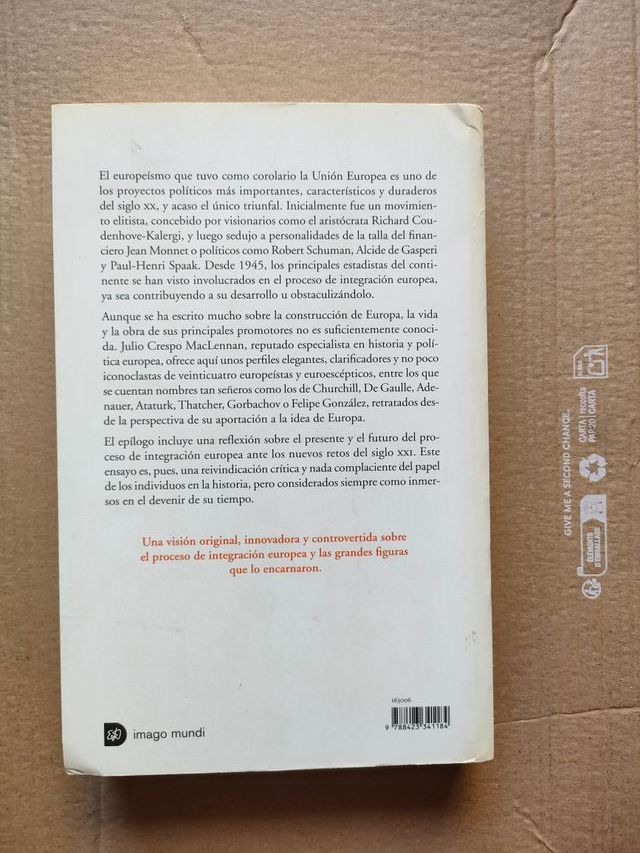 El europeísmo que tuvo como corolario la Unión Europea es uno de
los proyectos políticos más importantes, característicos y duraderos
del siglo XX, y acaso el único triunfal. Inicialmente fue un movimien-
to elitista, concebido por visionarios como el aristócrata Richard Cou-
denhove-Kalergi, y luego sedujo a personalidades de la talla del finan-
ciero Jean Monnet o políticos como Robert Schuman, Alcide de Gasperi
y Paul-Henri Spaak. Desde 1945, los principales estadistas del conti-
nente se han visto involucrados en el proceso de integración europea,
ya sea contribuyendo a su desarrollo u obstaculizándolo.
Aunque se ha escrito mucho sobre la construcción de Europa, la vida
y la obra de sus principales promotores no es suficientemente conoci-
da. Julio Crespo MacLennan, reputado especialista en historia y polí-
tica europea, ofrece aquí unos perfiles elegantes, clarificadores y no poco
iconoclastas de veinticuatro europeístas y euroescépticos, entre los que
se cuentan nombres tan señeros como los de Churchill, De Gaulle, Ade-
nauer, Ataturk, Thatcher, Gorbachov o Felipe González, retratados des-
de la perspectiva de su aportación a la idea de Europa.
El epílogo incluye una reflexión sobre el presente y el futuro del pro-
ceso de integración europea ante los nuevos retos del siglo XXI. Este
ensayo es, pues, una reivindicación crítica y nada complaciente del papel
de los individuos en la historia, pero considerados siempre como inmer-
sos en el devenir de su tiempo.
Una visión original, innovadora y controvertida sobre
el proceso de integración europea y las grandes figuras
que lo encarnaron.
163006
9 788423 341184
imago mundi
GIVE ME A SECOND CHANCE.
CARTA | raccolta
PAP 20 | CARTA
ÉLÉMENTS
D'EMBALLAGE